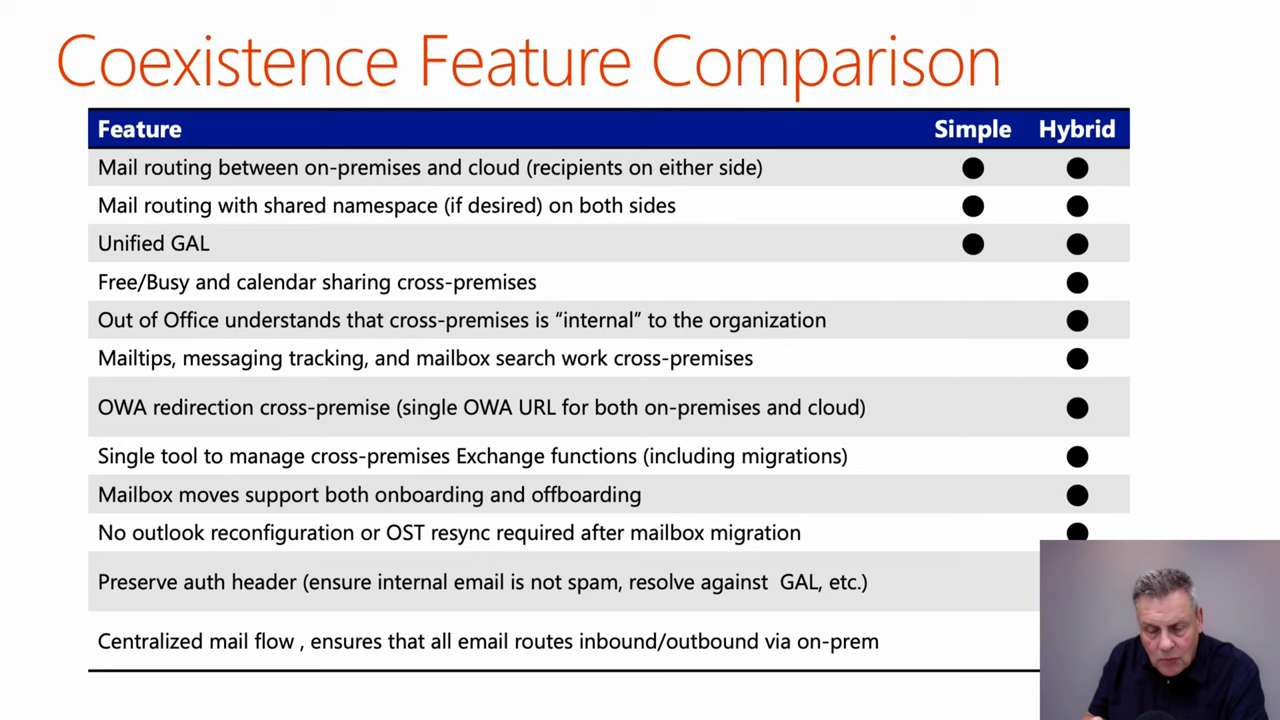 Coexistence Feature Comparison
Feature Simple Hybrid
Mail routing between on-premises and cloud (recipients on either side)
Mail routing with shared namespace (if desired) on both sides
Unified GAL
Free/Busy and calendar sharing cross-premises
Out of Office understands that cross-premises is “internal” to the organization
Mailtips, messaging tracking, and mailbox search work cross-premises
OWA redirection cross-premise (single OWA URL for both on-premises and cloud)
Single tool to manage cross-premises Exchange functions (including migrations)
Mailbox moves support both onboarding and offboarding
No outlook reconfiguration or OST resync required after mailbox migration
Preserve auth header (ensure internal email is not spam, resolve against  GAL, etc.)
Centralized mail flow , ensures that all email routes inbound/outbound via on-prem